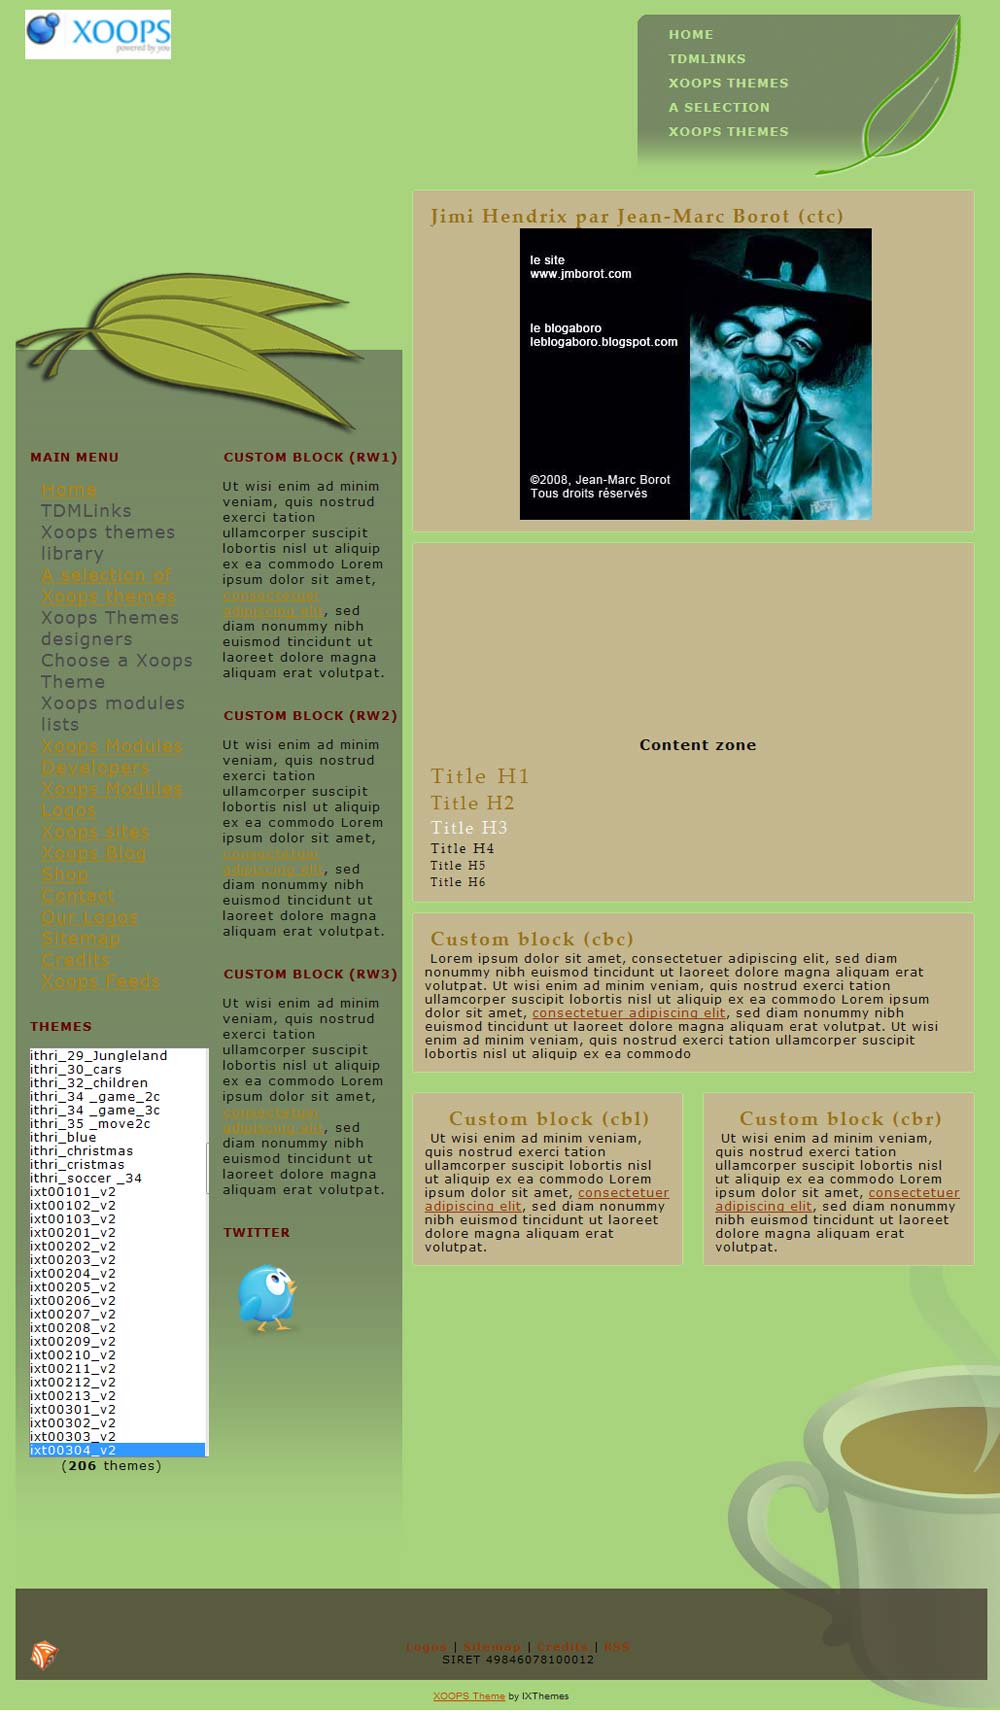 XOOPS
powered by you
HOME
TDMLINKS
XOOPS THEMES
A SELECTION
XOOPS THEMES
Jimi Hendrix par Jean-Marc Borot (ctc)
le site
www.jmborot.com
le blogaboro
leblogaboro.blogspot.com
©2008, Jean-Marc Borot
Tous droits réservés
MAIN MENU
Home
TDMLinks
Xoops themes
library
A selection of
Xoops themes
Xoops Themes
designers
Choose a Xoops
Theme
Xoops modules
lists
Xoops Modules
Developers
Xoops Modules
Logos
Xoops sites
Xoops Blog
Shop
Contact
Our Logos
Sitemap
Credits
Xoops Feeds
THEMES
ithri_29_Jungleland
ithri_30_cars
ithri_32_children
ithri_34 _game_2c
ithri_34 _game_3c
ithri_35 _move2c
ithri_blue
ithri_christmas
ithri_cristmas
ithri_soccer _34
ixt00101_v2
ixt00102_v2
ixt00103_v2
ixt00201_v2
ixt00202_v2
ixt00203_v2
ixt00204_v2
ixt00205_v2
ixt00206_v2
ixt00207_v2
ixt00208_v2
ixt00209_v2
ixt00210_v2
ixt00211_v2
ixt00212_v2
ixt00213_v2
ixt00301_v2
ixt00302_v2
ixt00303_v2
ixt00304_v2
(206 themes)
CUSTOM BLOCK (RW1)
Ut wisi enim ad minim
veniam, quis nostrud
exerci tation
ullamcorper suscipit
lobortis nisl ut aliquip
ex ea commodo Lorem
ipsum dolor sit amet,
consectetuer
adipiscing elit, sed
diam nonummy nibh
euismod tincidunt ut
laoreet dolore magna
aliquam erat volutpat.
CUSTOM BLOCK (RW2)
Ut wisi enim ad minim
veniam, quis nostrud
exerci tation
ullamcorper suscipit
lobortis nisl ut aliquip
ex ea commodo Lorem
ipsum dolor sit amet,
consectetuer
adipiscing elit, sed
diam nonummy nibh
euismod tincidunt ut
laoreet dolore magna
aliquam erat volutpat.
CUSTOM BLOCK (RW3)
Ut wisi enim ad minim
veniam, quis nostrud
exerci tation
ullamcorper suscipit
lobortis nisl ut aliquip
ex ea commodo Lorem
ipsum dolor sit amet,
consectetuer
adipiscing elit, sed
diam nonummy nibh
euismod tincidunt ut
laoreet dolore magna
aliquam erat volutpat.
TWITTER
Content zone
Title H1
Title H2
Title H3
Title H4
Title H5
Title H6
Custom block (cbc)
Lorem ipsum dolor sit amet, consectetuer adipiscing elit, sed diam
nonummy nibh euismod tincidunt ut laoreet dolore magna aliquam erat
volutpat. Ut wisi enim ad minim veniam, quis nostrud exerci tation
ullamcorper suscipit lobortis nisl ut aliquip ex ea commodo Lorem ipsum
dolor sit amet, consectetuer adipiscing elit, sed diam nonummy nibh
euismod tincidunt ut laoreet dolore magna aliquam erat volutpat. Ut wisi
enim ad minim veniam, quis nostrud exerci tation ullamcorper suscipit
lobortis nisl ut aliquip ex ea commodo
Custom block (cbl)
Ut wisi enim ad minim veniam,
quis nostrud exerci tation
ullamcorper suscipit lobortis nisl
ut aliquip ex ea commodo Lorem
ipsum dolor sit amet, consectetuer
adipiscing elit, sed diam nonummy
nibh euismod tincidunt ut laoreet
dolore magna aliquam erat
volutpat.
Custom block (cbr)
Ut wisi enim ad minim veniam,
quis nostrud exerci tation
ullamcorper suscipit lobortis nisl
ut aliquip ex ea commodo Lorem
ipsum dolor sit amet, consectetuer
adipiscing elit, sed diam nonummy
nibh euismod tincidunt ut laoreet
dolore magna aliquam erat
volutpat.
Logos | Sitemap | Credits | RSS
SIRET 49846078100012
XOOPS Theme by IXThemes